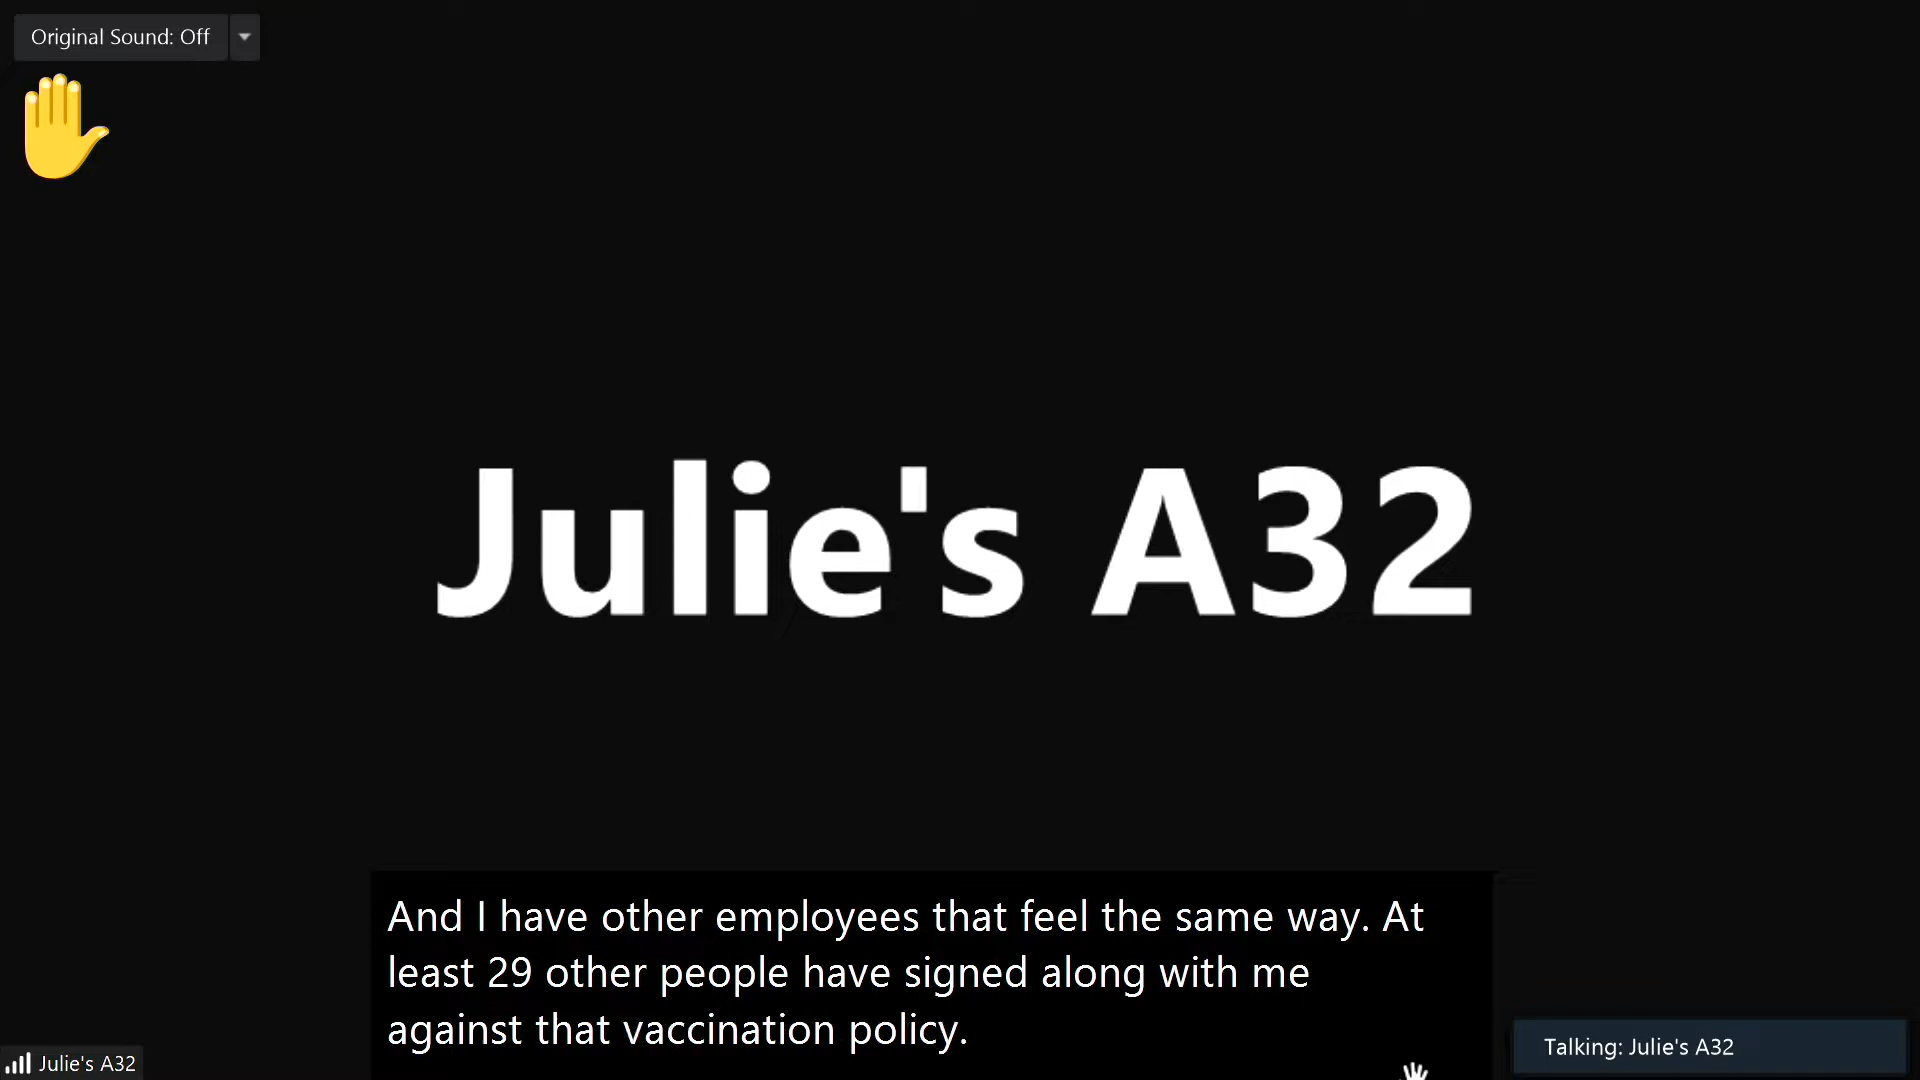 Original Sound: Off
Julie's A32
And I have other employees that feel the same way. At
least 29 other people have signed along with me
against that vaccination policy.
Talking: Julie's A32
Julie's A32